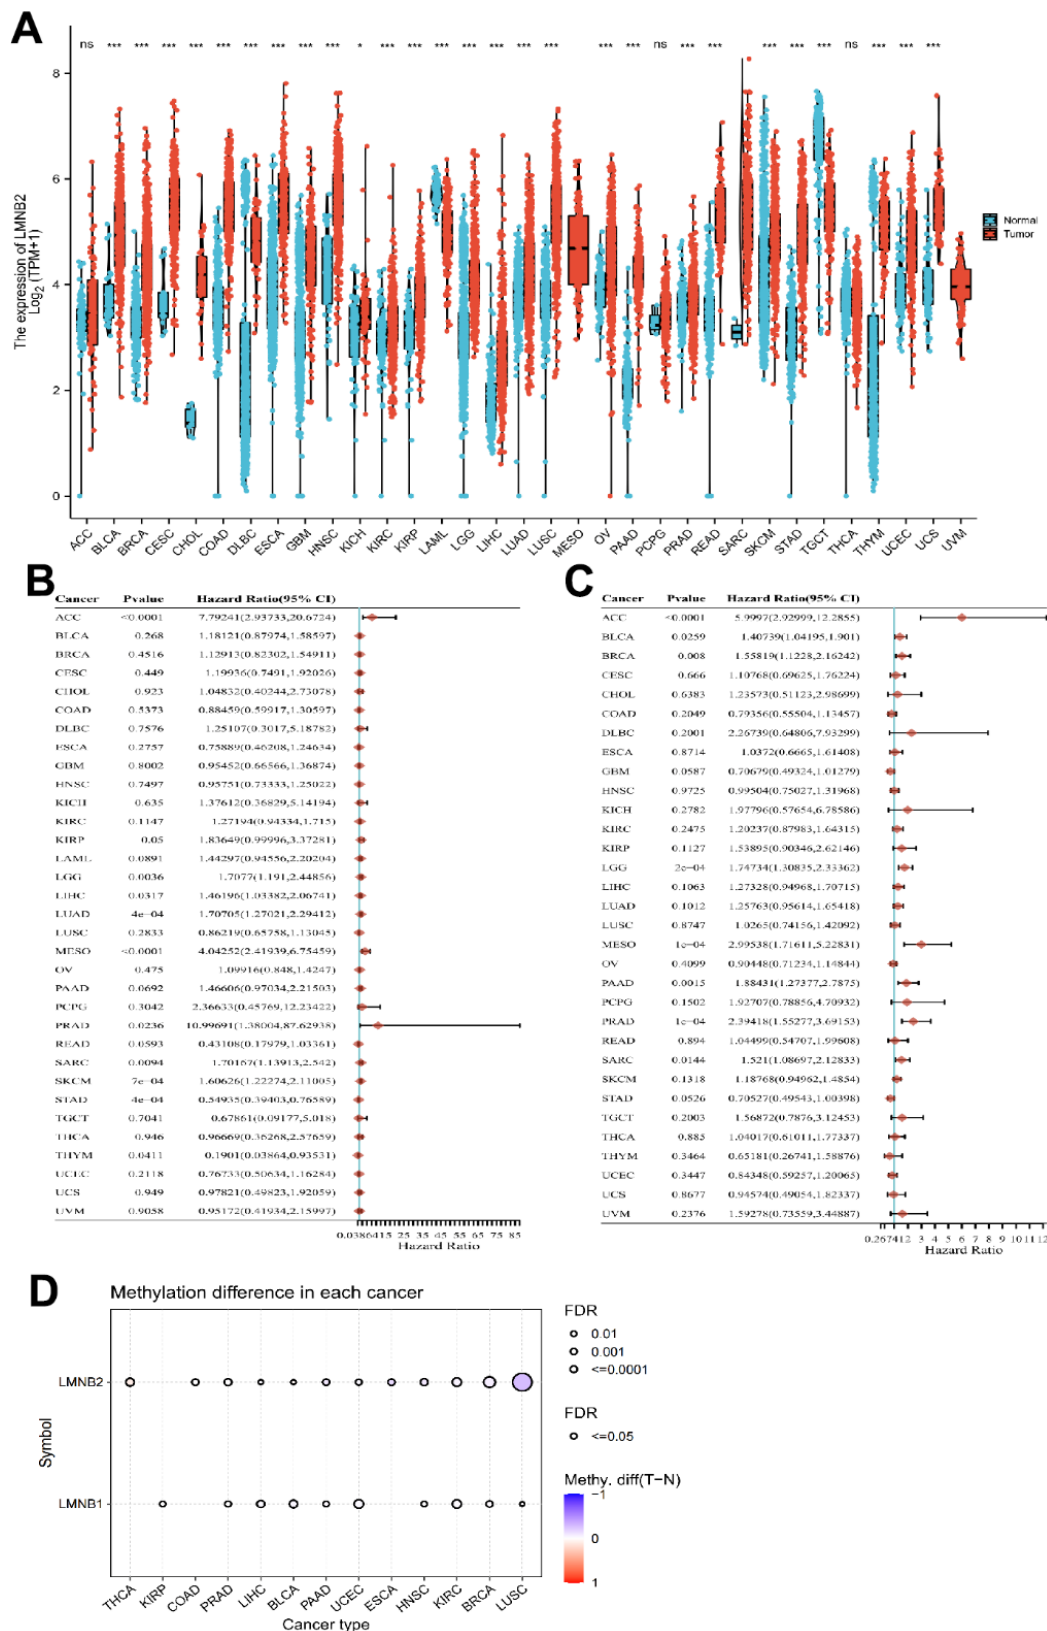 A
ns *** *** *** *** *** *** *** *** *** * *** *** *** *** *** *** *** *** *** ns *** *** *** *** *** ns *** *** ***
The expression of LMNB2
Log2 (TPM+1)
8
6
4
2
0
Normal
Tumor
ACC BLCA BRCA CESC CHOL COAD DLBC ESCA GBM HNSC KICH KIRC KIRP LAML LGG LIHC LUAD LUSC MESO OV PAAD PCPG PRAD READ SARC SKCM STAD TGCT THCA THYM UCEC UCS UVM
B
Cancer Pvalue Hazard Ratio(95% CI)
ACC <0.0001 7.79241(2.93733,20.6724)
BLCA 0.268 1.18121(0.87974,1.58597)
BRCA 0.4516 1.12913(0.82302,1.54911)
CESC 0.449 1.19936(0.7491,1.92026)
CHOL 0.923 1.04832(0.40244,2.73078)
COAD 0.5373 0.88459(0.59917,1.30597)
DLBC 0.7576 1.25107(0.3017,5.18782)
ESCA 0.2757 0.75889(0.46208,1.24634)
GBM 0.8002 0.95452(0.66566,1.36874)
HNSC 0.7497 0.95751(0.73333,1.25022)
KICH 0.635 1.37612(0.36829,5.14194)
KIRC 0.1147 1.27194(0.94334,1.715)
KIRP 0.05 1.83649(0.99996,3.37281)
LAML 0.0891 1.44297(0.94556,2.20204)
LGG 0.0036 1.7077(1.191,2.44856)
LIHC 0.0317 1.46196(1.03382,2.06741)
LUAD 4e-04 1.70705(1.27021,2.29412)
LUSC 0.2833 0.86219(0.65758,1.13045)
MESO <0.0001 4.04252(2.41939,6.75459)
OV 0.475 1.09916(0.848,1.4247)
PAAD 0.0692 1.46606(0.97034,2.21503)
PCPG 0.3042 2.36633(0.45769,12.23422)
PRAD 0.0236 10.99691(1.38004,87.62938)
READ 0.0593 0.43108(0.17979,1.03361)
SARC 0.0094 1.70167(1.13913,2.542)
SKCM 7e-04 1.60626(1.22274,2.11005)
STAD 4e-04 0.54935(0.39403,0.76589)
TGCT 0.7041 0.67861(0.09177,5.018)
THCA 0.946 0.96669(0.36268,2.57659)
THYM 0.0411 0.1901(0.03864,0.93531)
UCEC 0.2118 0.76733(0.50634,1.16284)
UCS 0.949 0.97821(0.49823,1.92059)
UVM 0.9058 0.95172(0.41934,2.15997)
25 35 45 55 65 75 85
Hazard Ratio
C
Cancer Pvalue Hazard Ratio(95% CI)
ACC <0.0001 5.9997(2.92999,12.2855)
BLCA 0.0259 1.40739(1.04195,1.901)
BRCA 0.008 1.55819(1.1228,2.16242)
CESC 0.666 1.10768(0.69625,1.76224)
CHOL 0.6383 1.23573(0.51123,2.98699)
COAD 0.2049 0.79356(0.55504,1.13457)
DLBC 0.2001 2.26739(0.64806,7.93299)
ESCA 0.8714 1.0372(0.6665,1.61408)
GBM 0.0587 0.70679(0.49324,1.01279)
HNSC 0.9725 0.99504(0.75027,1.31968)
KICH 0.2782 1.97796(0.57654,6.78586)
KIRC 0.2475 1.20237(0.87983,1.64315)
KIRP 0.1127 1.53895(0.90346,2.62146)
LGG 2e-04 1.74734(1.30835,2.33362)
LIHC 0.1063 1.27328(0.94968,1.70715)
LUAD 0.1012 1.25763(0.95614,1.65418)
LUSC 0.8747 1.0265(0.74156,1.42092)
MESO 1e-04 2.99538(1.71611,5.22831)
OV 0.4099 0.90448(0.71234,1.14844)
PAAD 0.0015 1.88431(1.27377,2.7875)
PCPG 0.1502 1.92707(0.78856,4.70932)
PRAD 1e-04 2.39418(1.55277,3.69153)
READ 0.894 1.04499(0.54707,1.99608)
SARC 0.0144 1.521(1.08697,2.12833)
SKCM 0.1318 1.18768(0.94962,1.4854)
STAD 0.0526 0.70527(0.49543,1.00398)
TGCT 0.2003 1.56872(0.7876,3.12453)
THCA 0.885 1.04017(0.61011,1.77337)
THYM 0.3464 0.65181(0.26741,1.58876)
UCEC 0.3447 0.84348(0.59257,1.20065)
UCS 0.8677 0.94574(0.49054,1.82337)
UVM 0.2376 1.59278(0.73559,3.44887)
2 3 4 5 6 7 8 9 10 11 12
Hazard Ratio
D
Methylation difference in each cancer
Symbol
LMNB2
LMNB1
THCA KIRP COAD PRAD LIHC BLCA PAAD UCEC ESCA HNSC KIRC BRCA LUSC
Cancer type
FDR
0.01
0.001
<=0.0001
FDR
<=0.05
Methy. diff(T−N)
−1
0
1